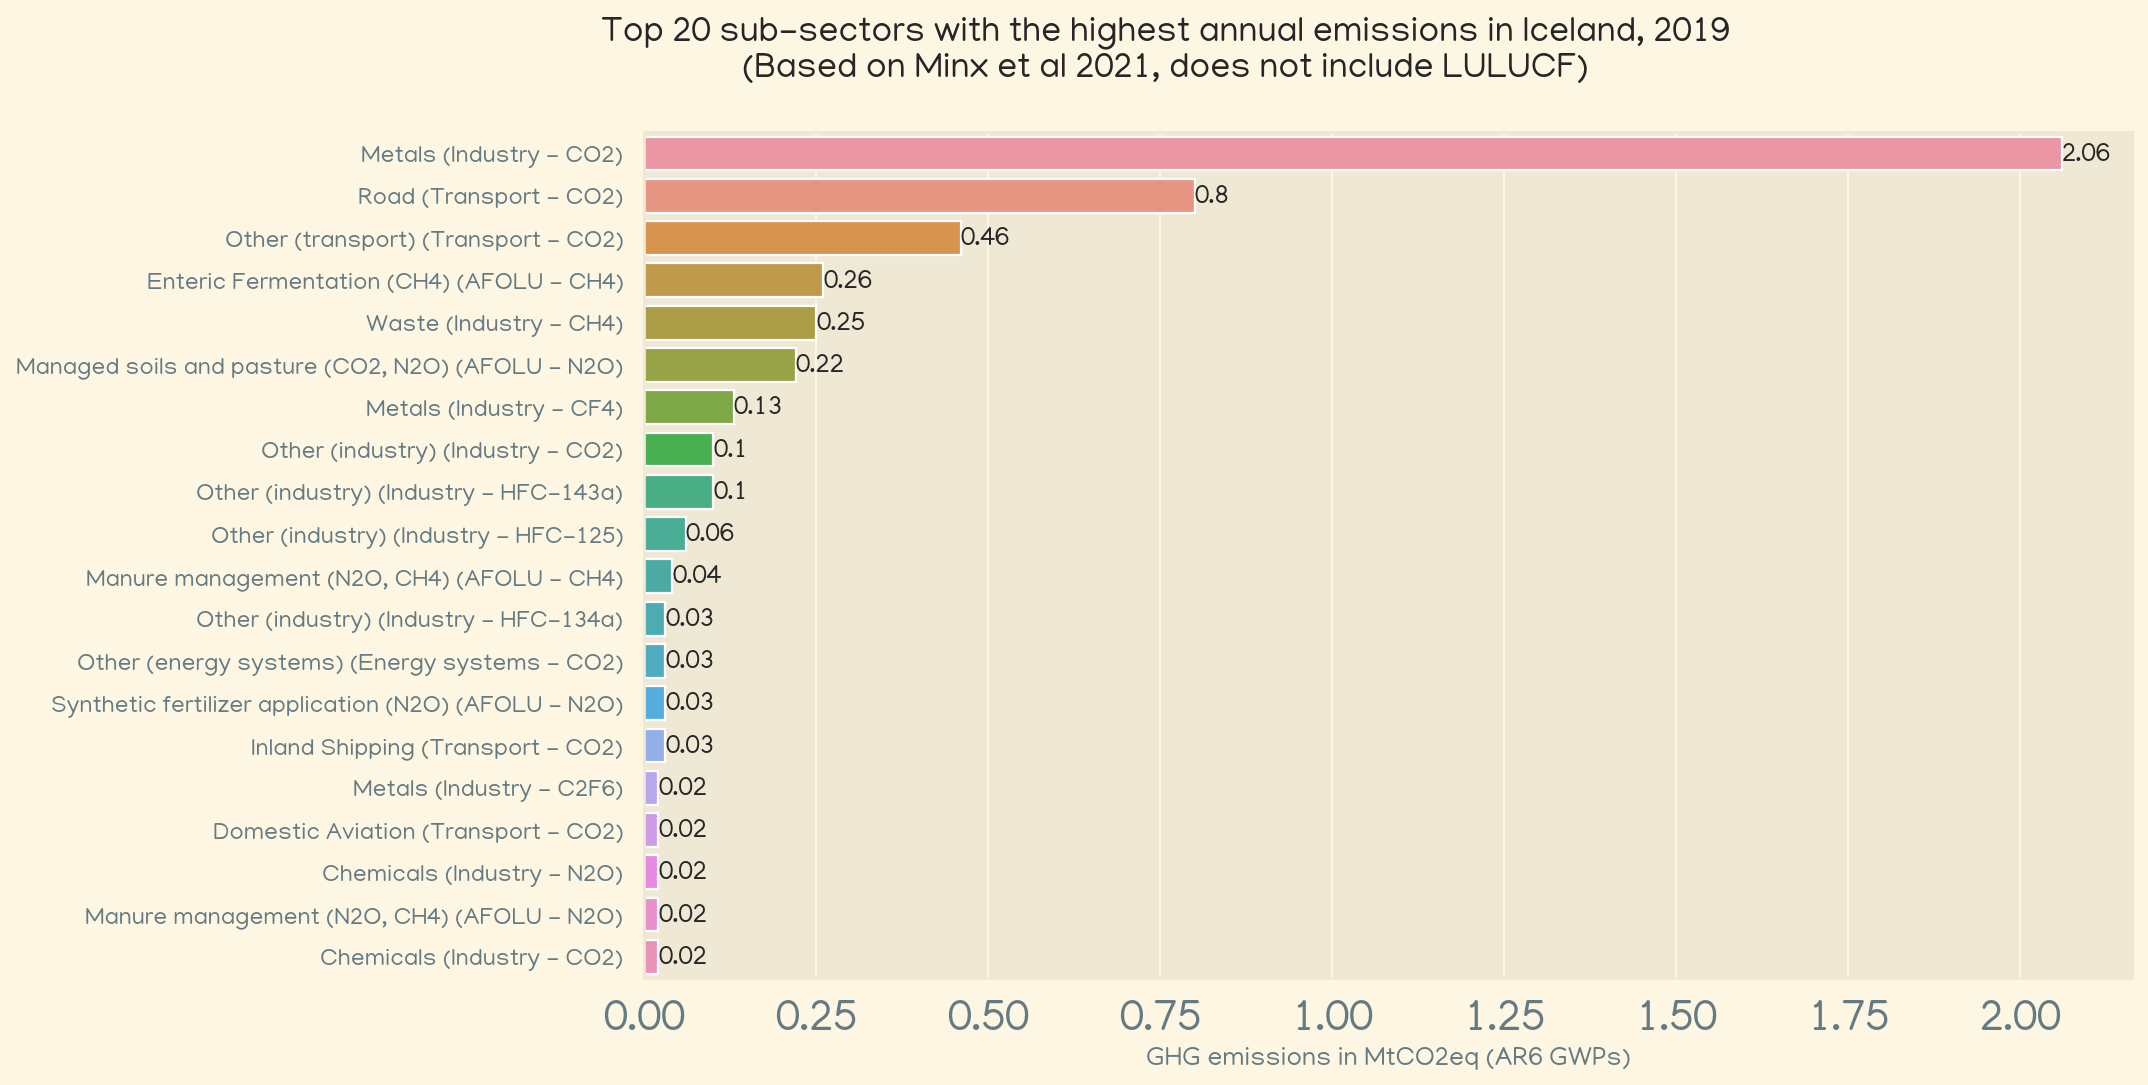 Top 20 sub-sectors with the highest annual emissions in Iceland, 2019
(Based on Minx et al 2021, does not include LULUCF)
Metals (Industry - CO2) 2.06
Road (Transport - CO2) 0.8
Other (transport) (Transport - CO2) 0.46
Enteric Fermentation (CH4) (AFOLU - CH4) 0.26
Waste (Industry - CH4) 0.25
Managed soils and pasture (CO2, N2O) (AFOLU - N2O) 0.22
Metals (Industry - CF4) 0.13
Other (industry) (Industry - CO2) 0.1
Other (industry) (Industry - HFC-143a) 0.1
Other (industry) (Industry - HFC-125) 0.06
Manure management (N2O, CH4) (AFOLU - CH4) 0.04
Other (industry) (Industry - HFC-134a) 0.03
Other (energy systems) (Energy systems - CO2) 0.03
Synthetic fertilizer application (N2O) (AFOLU - N2O) 0.03
Inland Shipping (Transport - CO2) 0.03
Metals (Industry - C2F6) 0.02
Domestic Aviation (Transport - CO2) 0.02
Chemicals (Industry - N2O) 0.02
Manure management (N2O, CH4) (AFOLU - N2O) 0.02
Chemicals (Industry - CO2) 0.02
0.00 0.25 0.50 0.75 1.00 1.25 1.50 1.75 2.00
GHG emissions in MtCO2eq (AR6 GWPs)